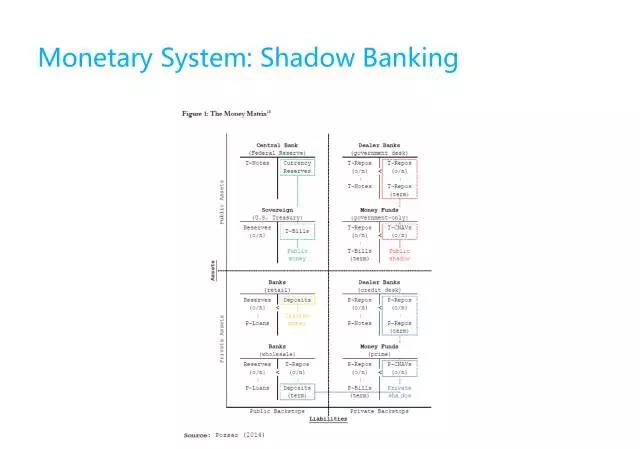 Monetary System: Shadow Banking
Figure 1: The Money Matrix
Central Bank
(Federal Reserve)
T-Notes
Currency
Reserves
Sovereign
(U.S. Treasury)
Reserves
(o/n)
T-Bills
Public
money
Dealer Banks
(government desk)
T-Repos
(o/n)
<
T-Repos
(o/n)
T-Notes
T-Repos
(term)
Money Funds
(government-only)
T-Repos
(o/n)
<
T-CNAVs
(o/n)
T-Bills
(term)
Public
shadow
Public Assets
Assets
Private Assets
Banks
(retail)
Reserves
(o/n)
<
Deposits
P-Loans
money
Banks
(wholesale)
Reserves
(o/n)
<
T-Repos
(o/n)
P-Loans
Deposits
(term)
Dealer Banks
(credit desk)
P-Repos
(o/n)
<
P-Repos
(o/n)
P-Notes
P-Repos
(term)
Money Funds
(prime)
P-Repos
(o/n)
<
P-CNAVs
(o/n)
P-Bills
(term)
Private
shadow
Public Backstops
Private Backstops
Liabilities
Source: Pozsar (2014)